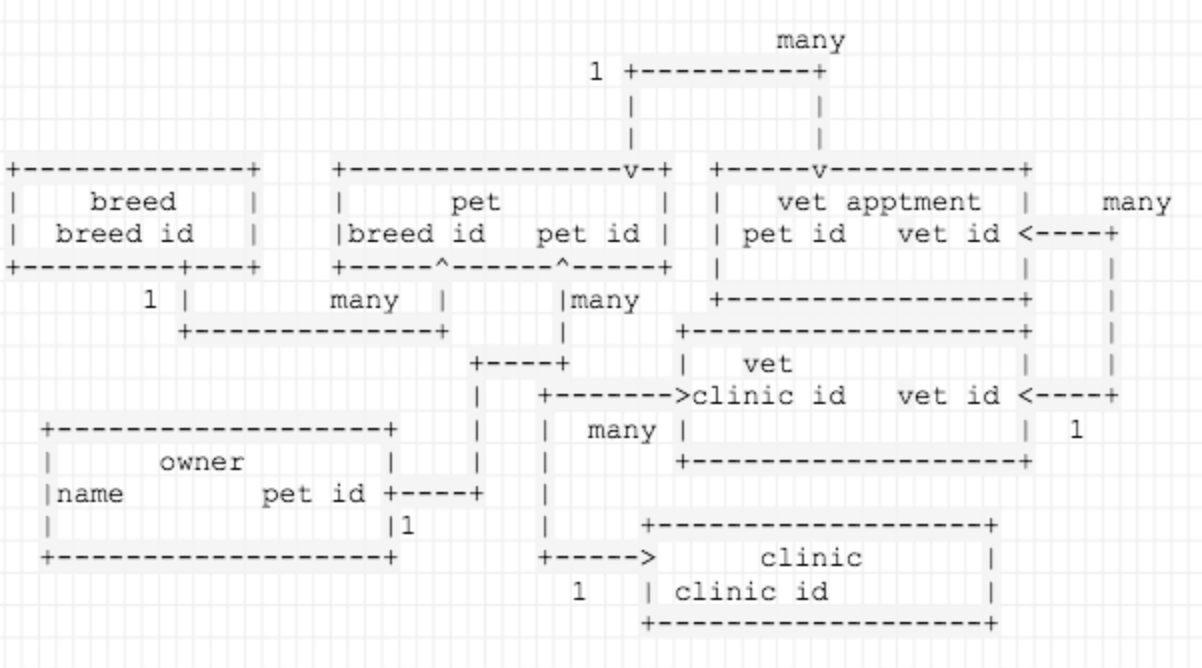 many
1 +----------+
| |
| |
+-------------+ +----------------v-+ +-----v-----------+
| breed | | pet | | vet apptment | many
| breed id | |breed id pet id | | pet id vet id <----+
+---------+---+ +-----^------^-----+ | | |
1 | many | |many +-----------------+ |
+--------------+ | +-------------------+ |
+----+ | vet | |
| +------->clinic id vet id <----+
+-------------------+ | | many | | 1
| owner | | | +-------------------+
|name pet id +----+ |
| |1 | +-------------------+
+-------------------+ +-----> clinic |
1 | clinic id |
+-------------------+